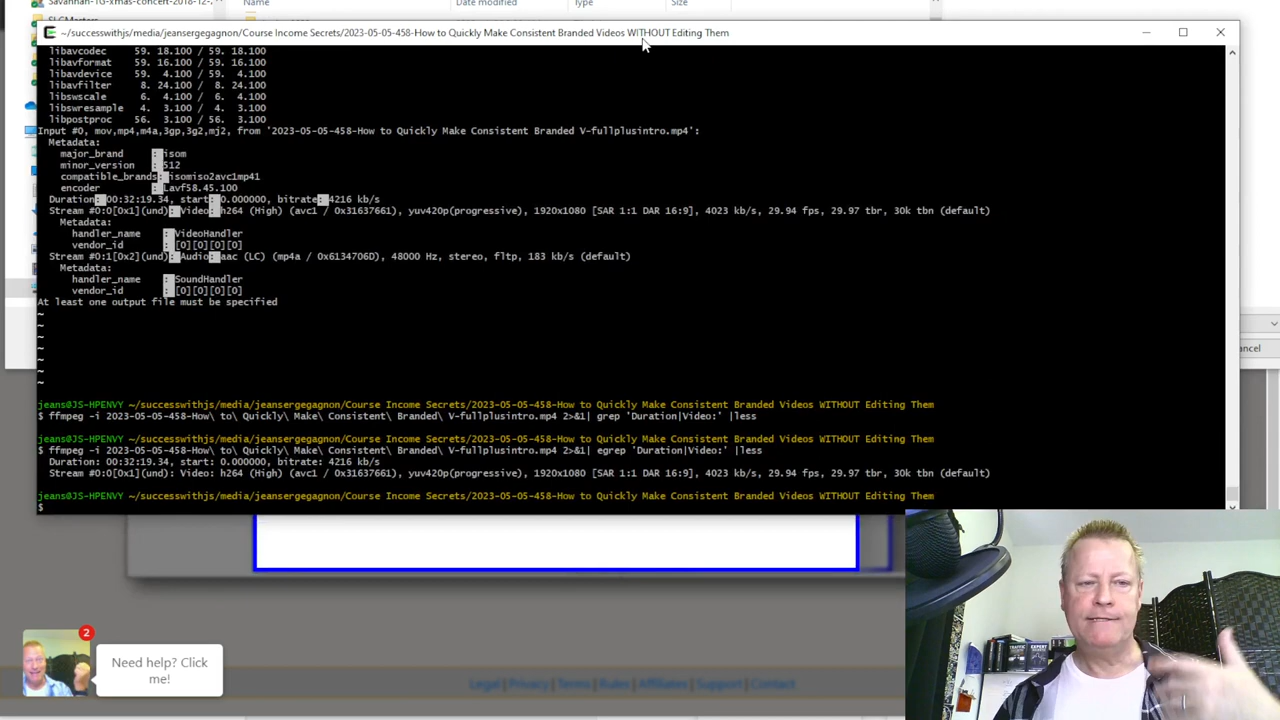 Savannah-TG-xmas-concert-2018-12-,
Name
Date modified
Type
Size
SLCMasters
~/successwithjs/media/jeansergegagnon/Course Income Secrets/2023-05-05-458-How to Quickly Make Consistent Branded Videos WITHOUT Editing Them
libavcodec 59. 18.100 / 59. 18.100
libavformat 59. 16.100 / 59. 16.100
libavdevice 59. 4.100 / 59. 4.100
libavfilter 8. 24.100 / 8. 24.100
libswscale 6. 4.100 / 6. 4.100
libswresample 4. 3.100 / 4. 3.100
libpostproc 56. 3.100 / 56. 3.100
Input #0, mov,mp4,m4a,3gp,3g2,mj2, from '2023-05-05-458-How to Quickly Make Consistent Branded V-fullplusintro.mp4':
Metadata:
major_brand : isom
minor_version : 512
compatible_brands: isomiso2avc1mp41
encoder : Lavf58.45.100
Duration: 00:32:19.34, start: 0.000000, bitrate: 4216 kb/s
Stream #0:0[0x1](und): Video: h264 (High) (avc1 / 0x31637661), yuv420p(progressive), 1920x1080 [SAR 1:1 DAR 16:9], 4023 kb/s, 29.94 fps, 29.97 tbr, 30k tbn (default)
Metadata:
handler_name : VideoHandler
vendor_id : [0][0][0][0]
Stream #0:1[0x2](und): Audio: aac (LC) (mp4a / 0x6134706D), 48000 Hz, stereo, fltp, 183 kb/s (default)
Metadata:
handler_name : SoundHandler
vendor_id : [0][0][0][0]
At least one output file must be specified
~
~
~
~
~
~
~
jeans@JS-HPENVY ~/successwithjs/media/jeansergegagnon/Course Income Secrets/2023-05-05-458-How to Quickly Make Consistent Branded Videos WITHOUT Editing Them
$ ffmpeg -i 2023-05-05-458-How\ to\ Quickly\ Make\ Consistent\ Branded\ V-fullplusintro.mp4 2>&1| grep 'Duration|Video:' |less
jeans@JS-HPENVY ~/successwithjs/media/jeansergegagnon/Course Income Secrets/2023-05-05-458-How to Quickly Make Consistent Branded Videos WITHOUT Editing Them
$ ffmpeg -i 2023-05-05-458-How\ to\ Quickly\ Make\ Consistent\ Branded\ V-fullplusintro.mp4 2>&1| egrep 'Duration|Video:' |less
Duration: 00:32:19.34, start: 0.000000, bitrate: 4216 kb/s
Stream #0:0[0x1](und): Video: h264 (High) (avc1 / 0x31637661), yuv420p(progressive), 1920x1080 [SAR 1:1 DAR 16:9], 4023 kb/s, 29.94 fps, 29.97 tbr, 30k tbn (default)
jeans@JS-HPENVY ~/successwithjs/media/jeansergegagnon/Course Income Secrets/2023-05-05-458-How to Quickly Make Consistent Branded Videos WITHOUT Editing Them
$
ancel
2
Need help? Click
me!
Legal | Privacy | Terms | Rules | Affiliates | Support | Contact
TRAFFIC
EXPERT